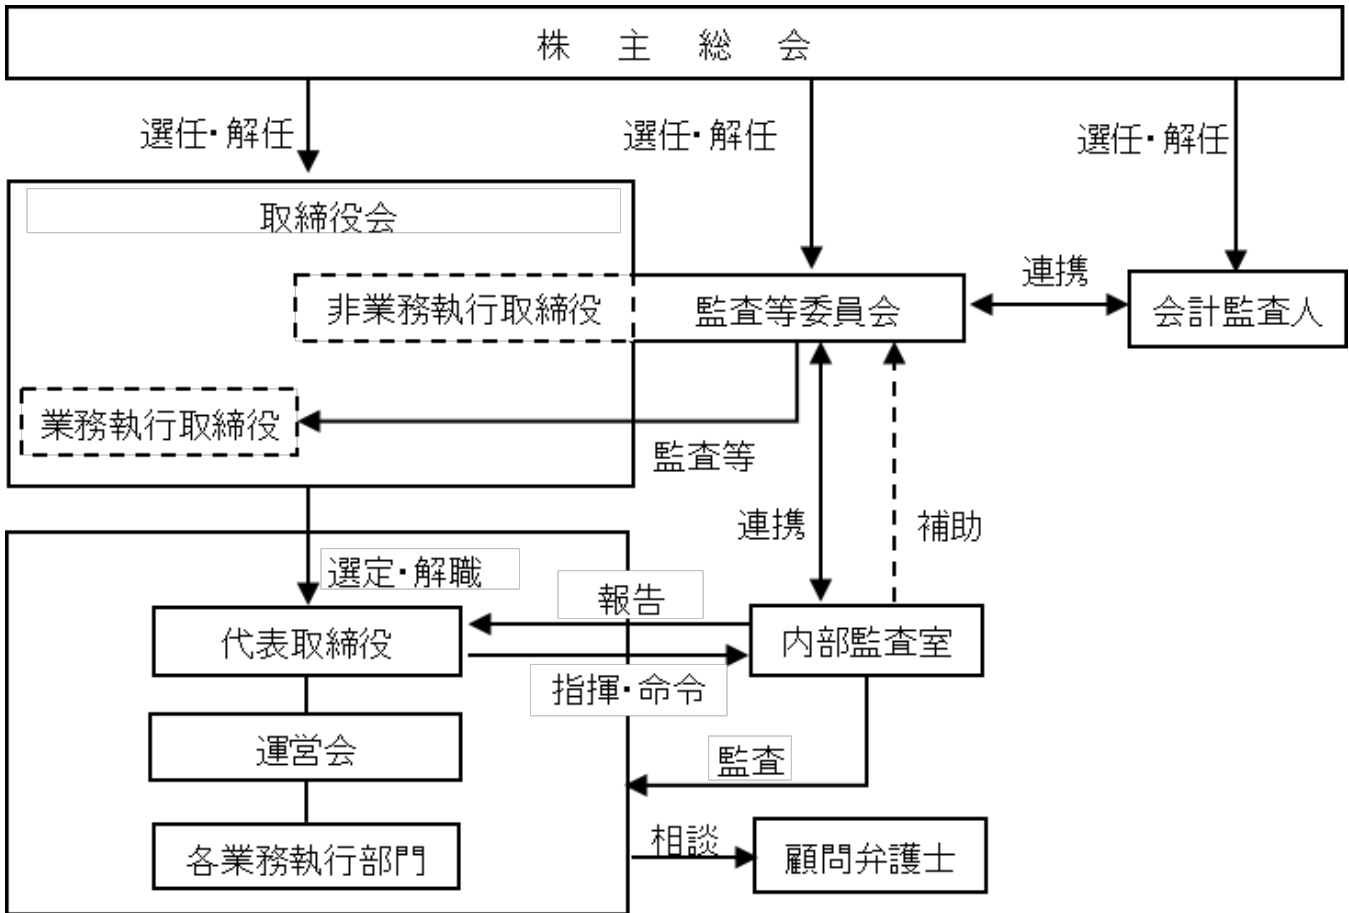 株 主 総 会
選任・解任
選任・解任
選任・解任
取締役会
連携
非業務執行取締役
監査等委員会
会計監査人
業務執行取締役
監査等
連携
補助
選定・解職
報告
代表取締役
内部監査室
指揮・命令
運営会
監査
相談
各業務執行部門
顧問弁護士